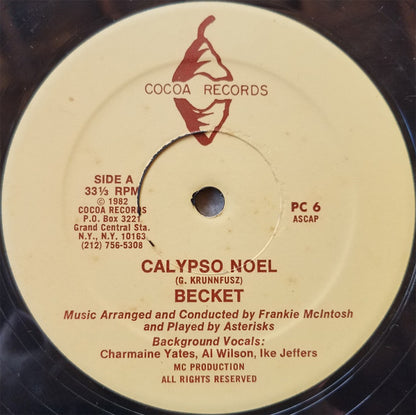 COCOA RECORDS
SIDE A
33⅓ RPM
© 1982
COCOA RECORDS
P.O. Box 3221
Grand Central Sta.
N.Y., N.Y. 10163
(212) 756-5308
PC 6
ASCAP
CALYPSO NOEL
(G. KRUNNFUSZ)
BECKET
Music Arranged and Conducted by Frankie McIntosh
and Played by Asterisks
Background Vocals:
Charmaine Yates, Al Wilson, Ike Jeffers
MC PRODUCTION
ALL RIGHTS RESERVED